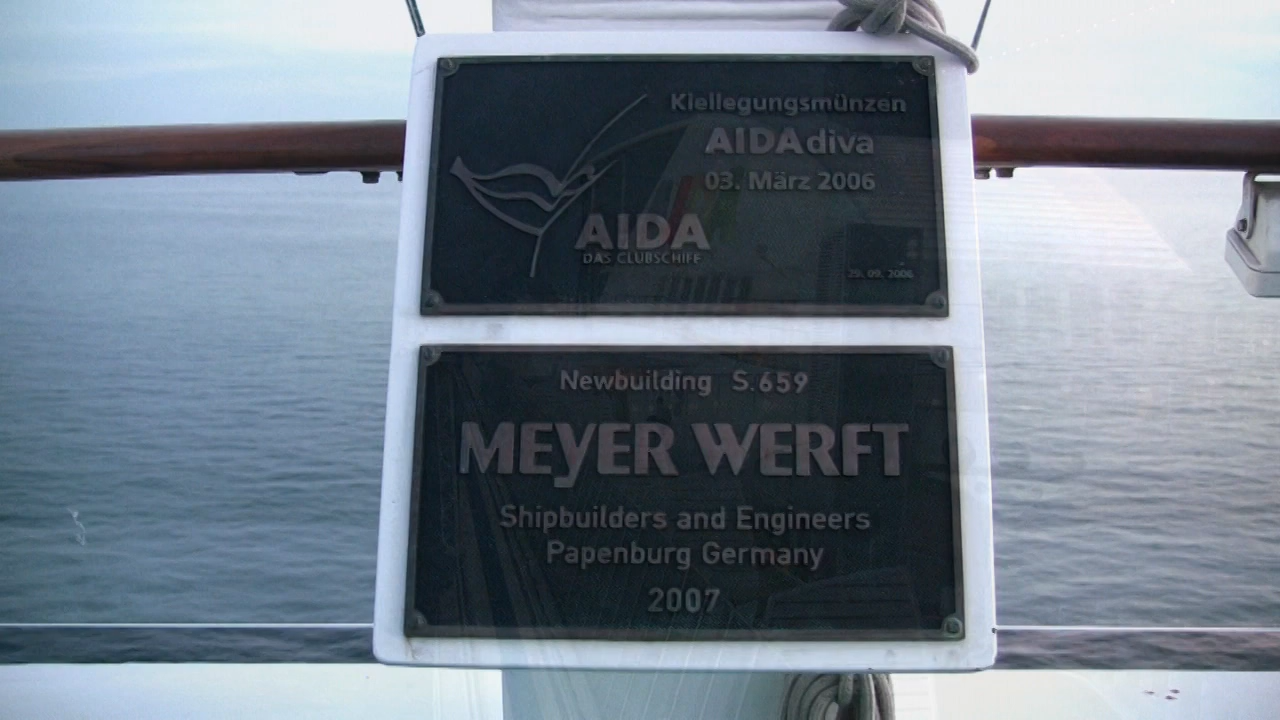 Kiellegungsmünzen
AIDAdiva
03. März 2006
AIDA
DAS CLUBSCHIFF
29. 09. 2006
Newbuilding S.659
MEYER WERFT
Shipbuilders and Engineers
Papenburg Germany
2007